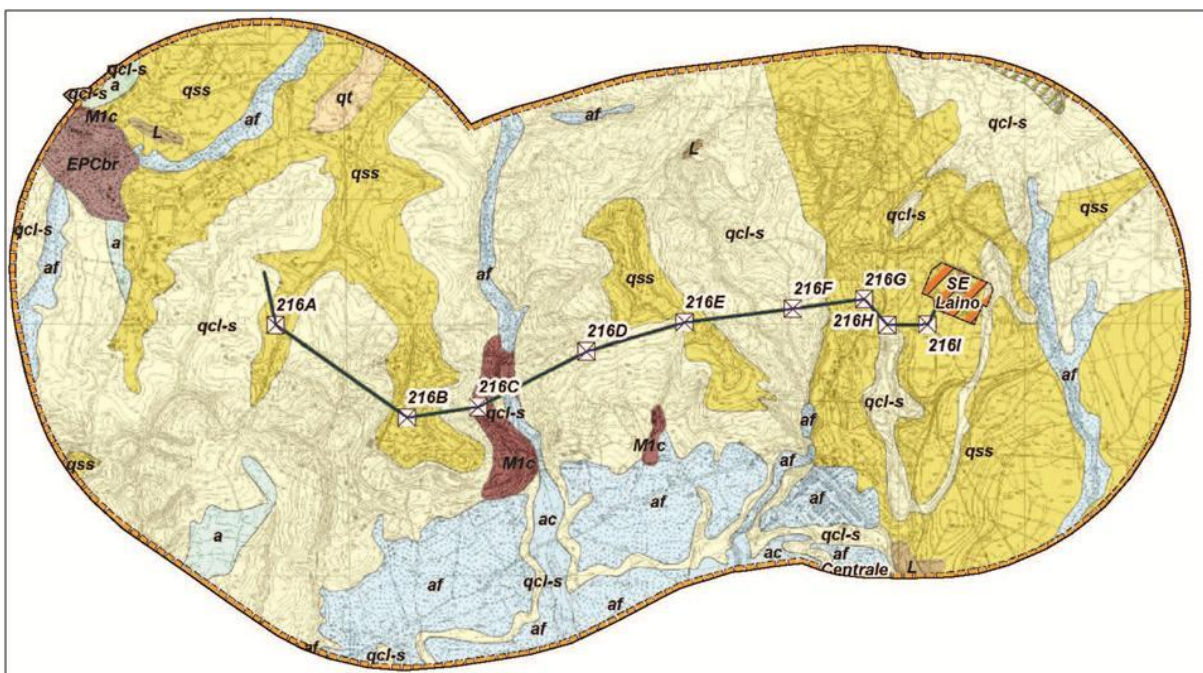 qcl-s
a
qcl-s
qss
qt
af
M1c
L
EPCbr
af
L
qcl-s
qss
qcl-s
qcl-s
a
af
qcl-s
qss
af
qss
216G
SE
Laino
216F
216E
216A
qcl-s
216H
216I
af
216D
216C
216B
qcl-s
qcl-s
qss
M1c
M1c
qss
af
af
af
a
ac
qcl-s
af
ac
af
Centrale
L
af
qcl-s
af
af
af
qcl-s